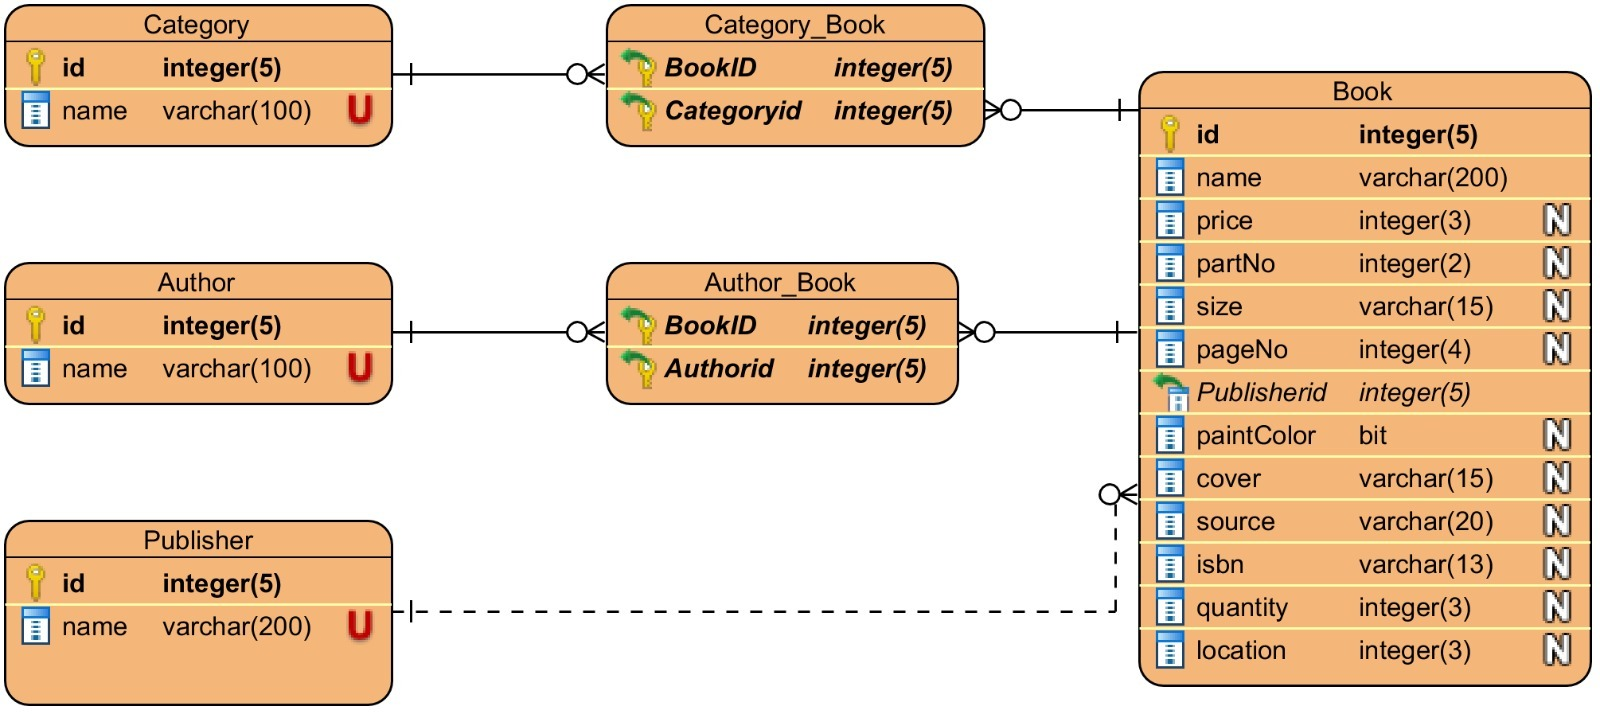 Category
id integer(5)
name varchar(100) U
Category_Book
BookID integer(5)
Categoryid integer(5)
Book
id integer(5)
name varchar(200)
price integer(3) N
partNo integer(2) N
size varchar(15) N
pageNo integer(4) N
Publisherid integer(5)
paintColor bit N
cover varchar(15) N
source varchar(20) N
isbn varchar(13) N
quantity integer(3) N
location integer(3) N
Author
id integer(5)
name varchar(100) U
Author_Book
BookID integer(5)
Authorid integer(5)
Publisher
id integer(5)
name varchar(200) U